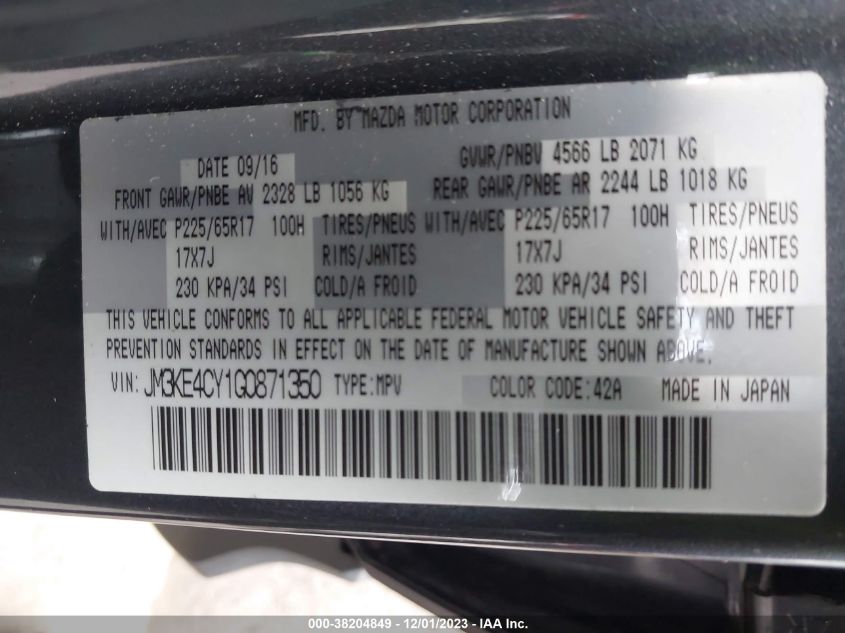 MFD. BY MAZDA MOTOR CORPORATION
DATE 09/16 GVWR/PNBV 4566 LB 2071 KG
FRONT GAWR/PNBE AV 2328 LB 1056 KG REAR GAWR/PNBE AR 2244 LB 1018 KG
WITH/AVEC P225/65R17 100H TIRES/PNEUS WITH/AVEC P225/65R17 100H TIRES/PNEUS
17X7J RIMS/JANTES 17X7J RIMS/JANTES
230 KPA/34 PSI COLD/A FROID 230 KPA/34 PSI COLD/A FROID
THIS VEHICLE CONFORMS TO ALL APPLICABLE FEDERAL MOTOR VEHICLE SAFETY AND THEFT
PREVENTION STANDARDS IN EFFECT ON THE DATE OF MANUFACTURE SHOWN ABOVE.
VIN: JM3KE4CY1G0871350 TYPE:MPV COLOR CODE:42A MADE IN JAPAN
000-38204849 - 12/01/2023 - IAAI.COM